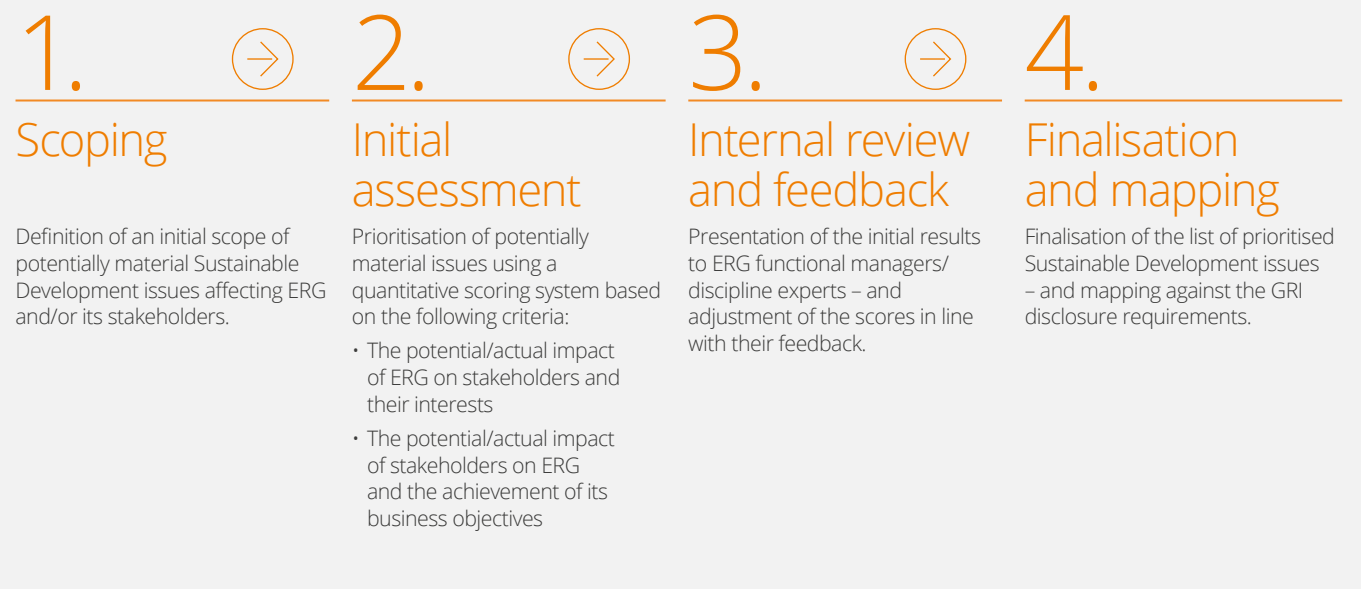 1.
Scoping
Definition of an initial scope of
potentially material Sustainable
Development issues affecting ERG
and/or its stakeholders.
2.
Initial
assessment
Prioritisation of potentially
material issues using a
quantitative scoring system based
on the following criteria:
• The potential/actual impact
of ERG on stakeholders and
their interests
• The potential/actual impact
of stakeholders on ERG
and the achievement of its
business objectives
3.
Internal review
and feedback
Presentation of the initial results
to ERG functional managers/
discipline experts – and
adjustment of the scores in line
with their feedback.
4.
Finalisation
and mapping
Finalisation of the list of prioritised
Sustainable Development issues
– and mapping against the GRI
disclosure requirements.